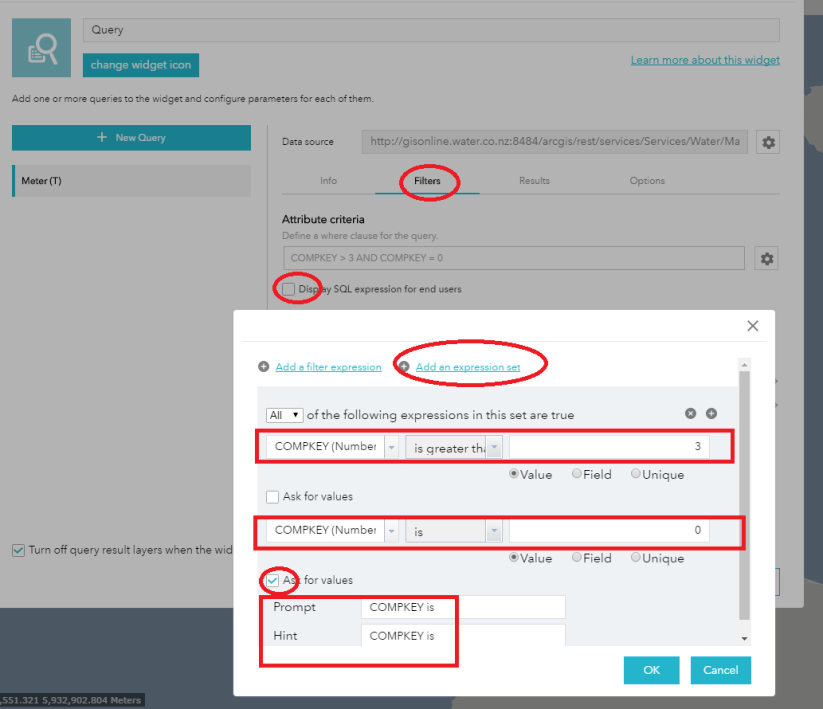 Query
change widget icon
Learn more about this widget
Add one or more queries to the widget and configure parameters for each of them.
+ New Query
Data source http://gisonline.water.co.nz:8484/arcgis/rest/services/Services/Water/Ma
Meter (T)
Info Filters Results Options
Attribute criteria
Define a where clause for the query.
COMPKEY > 3 AND COMPKEY = 0
Display SQL expression for end users
Add a filter expression Add an expression set
All of the following expressions in this set are true
COMPKEY (Number is greater tha 3
Value Field Unique
Ask for values
COMPKEY (Number is 0
Turn off query result layers when the wid
Value Field Unique
Ask for values
Prompt COMPKEY is
Hint COMPKEY is
OK Cancel
,551.321 5,932,902.804 Meters